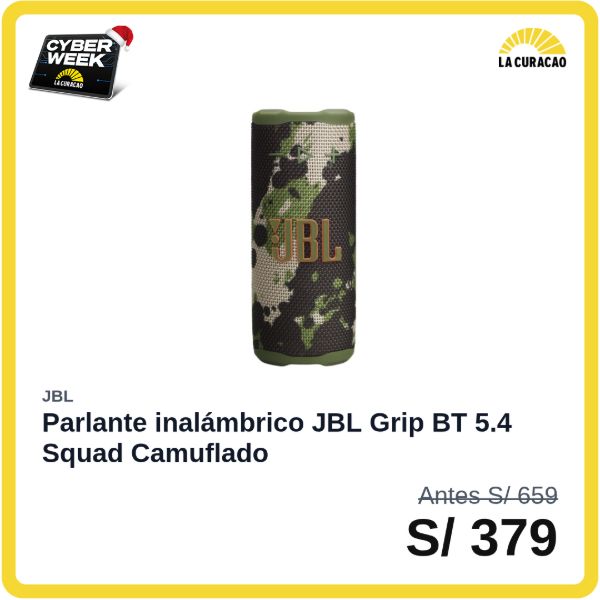 CYBER
WEEK
LA CURACAO
LA CURACAO
JBL
JBL
Parlante inalámbrico JBL Grip BT 5.4
Squad Camuflado
Antes S/ 659
S/ 379